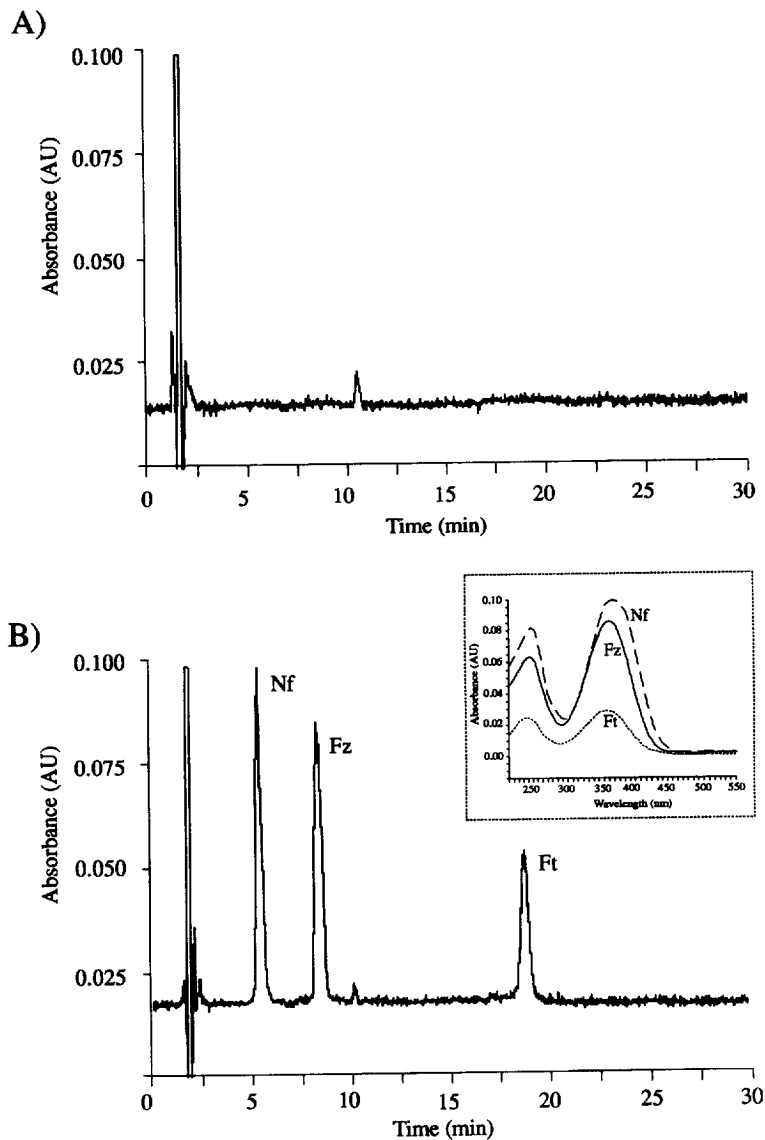 A)
0.100
0.075
0.050
0.025
Absorbance (AU)
0 5 10 15 20 25 30
Time (min)
B)
0.100
0.075
0.050
0.025
Absorbance (AU)
Nf
Fz
Ft
0 5 10 15 20 25 30
Time (min)
0.10
0.08
0.06
0.04
0.02
0.00
Absorbance (AU)
Nf
Fz
Ft
250 300 350 400 450 500 550
Wavelength (nm)